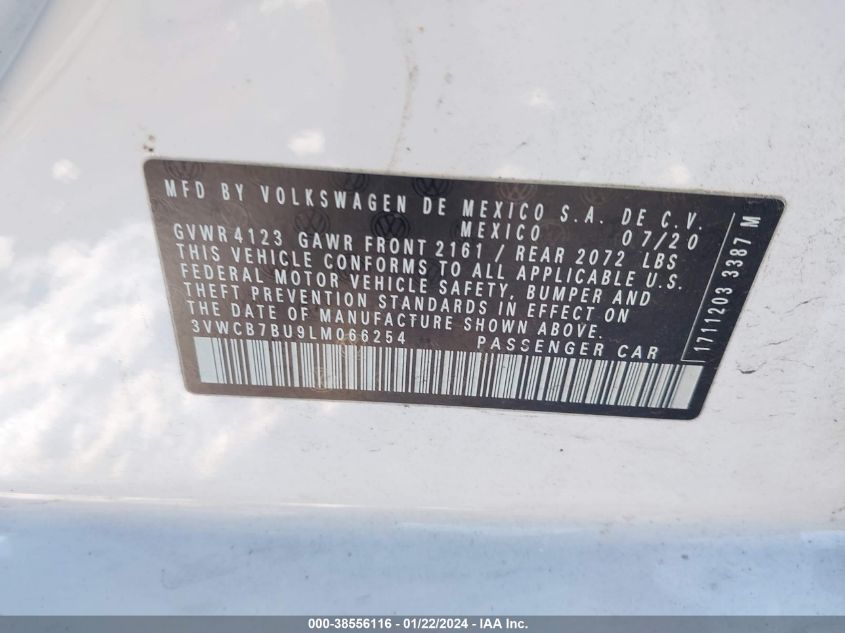 MFD BY VOLKSWAGEN DE MEXICO S.A. DE C.V.
MEXICO 07/20
GVWR 4123 GAWR FRONT 2161 / REAR 2072 LBS
THIS VEHICLE CONFORMS TO ALL APPLICABLE U.S.
FEDERAL MOTOR VEHICLE SAFETY, BUMPER AND
THEFT PREVENTION STANDARDS IN EFFECT ON
THE DATE OF MANUFACTURE SHOWN ABOVE.
3VWCB7BU9LM066254 PASSENGER CAR
1711203 3387 M
000-38556116 - 01/22/2024 - IAA Inc.